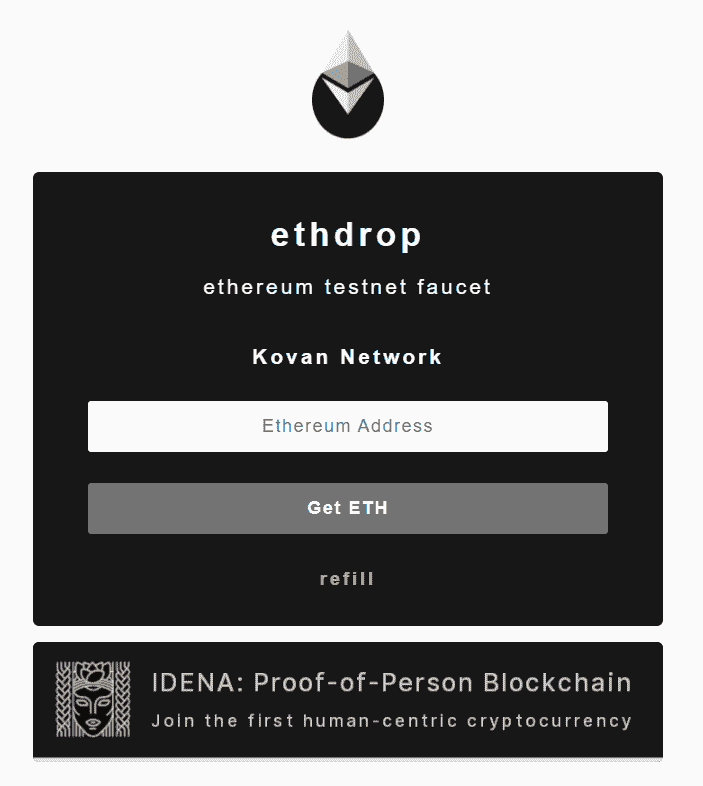 ethdrop
ethereum testnet faucet
Kovan Network
Ethereum Address
Get ETH
refill
IDENA: Proof-of-Person Blockchain
Join the first human-centric cryptocurrency